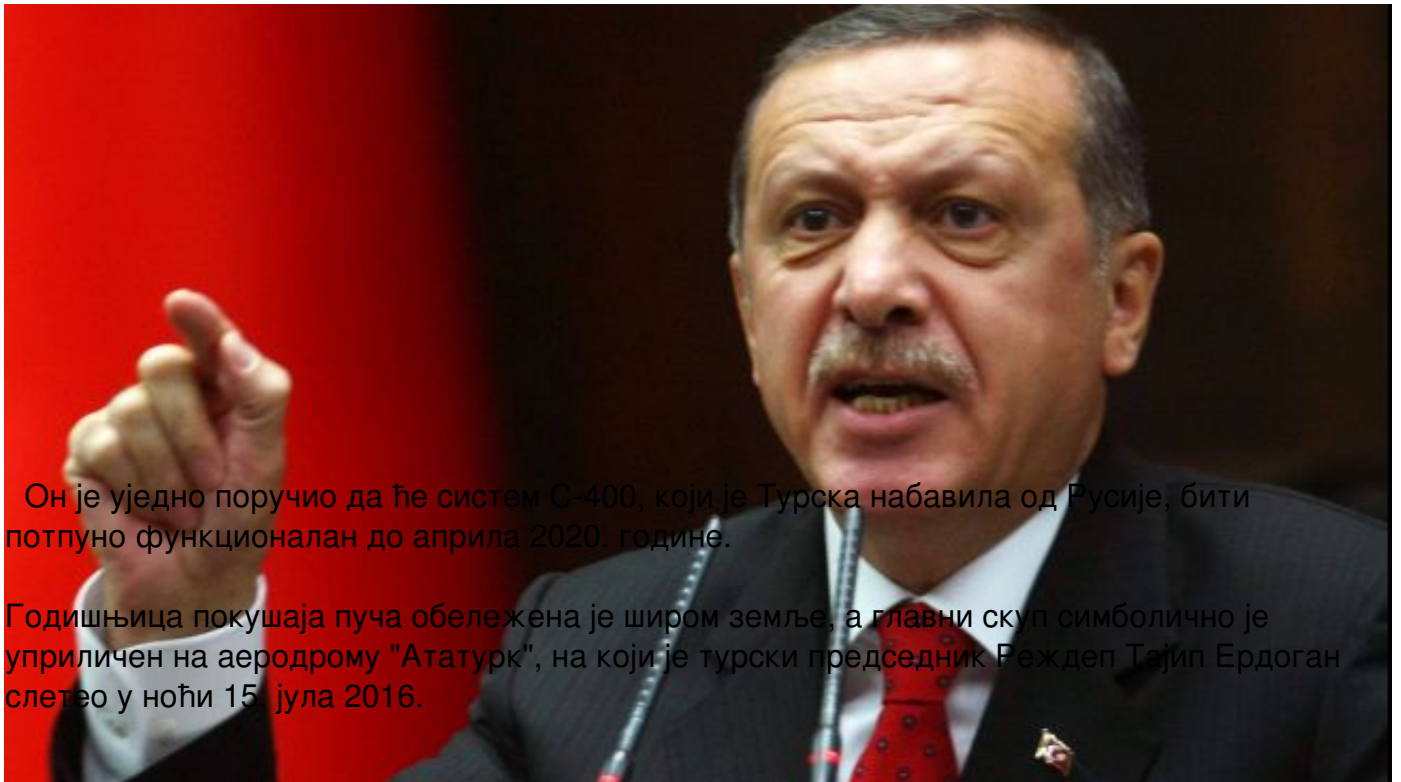 Он је уједно поручио да ће систем С-400, који је Турска набавила од Русије, бити
потпуно функционалан до априла 2020. године.
Годишњица покушаја пуча обележена је широм земље, а главни скуп симболично је
уприличен на аеродрому "Ататурк", на који је турски председник Реждеп Тајип Ердоган
слетео у ноћи 15. јула 2016.